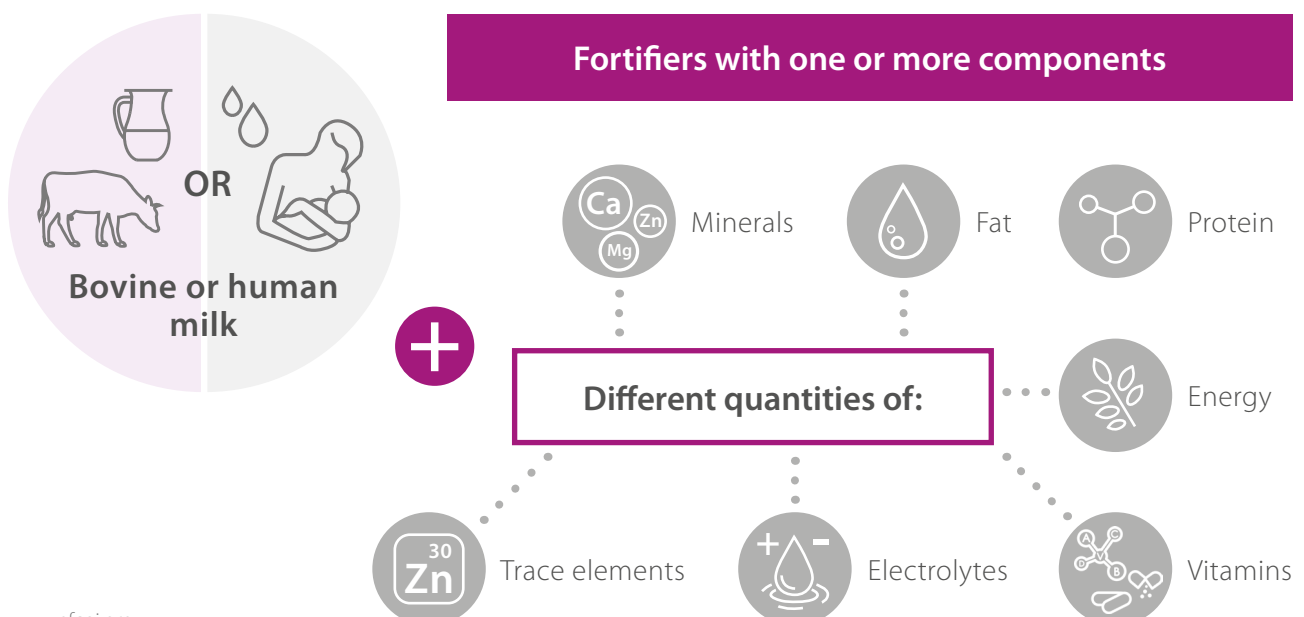 Fortifiers with one or more components
OR
Bovine or human
milk
Ca
Zn
Mg
Minerals
Fat
Protein
Different quantities of:
Energy
30
Zn
Trace elements
Electrolytes
A
C
V
D
B
Vitamins